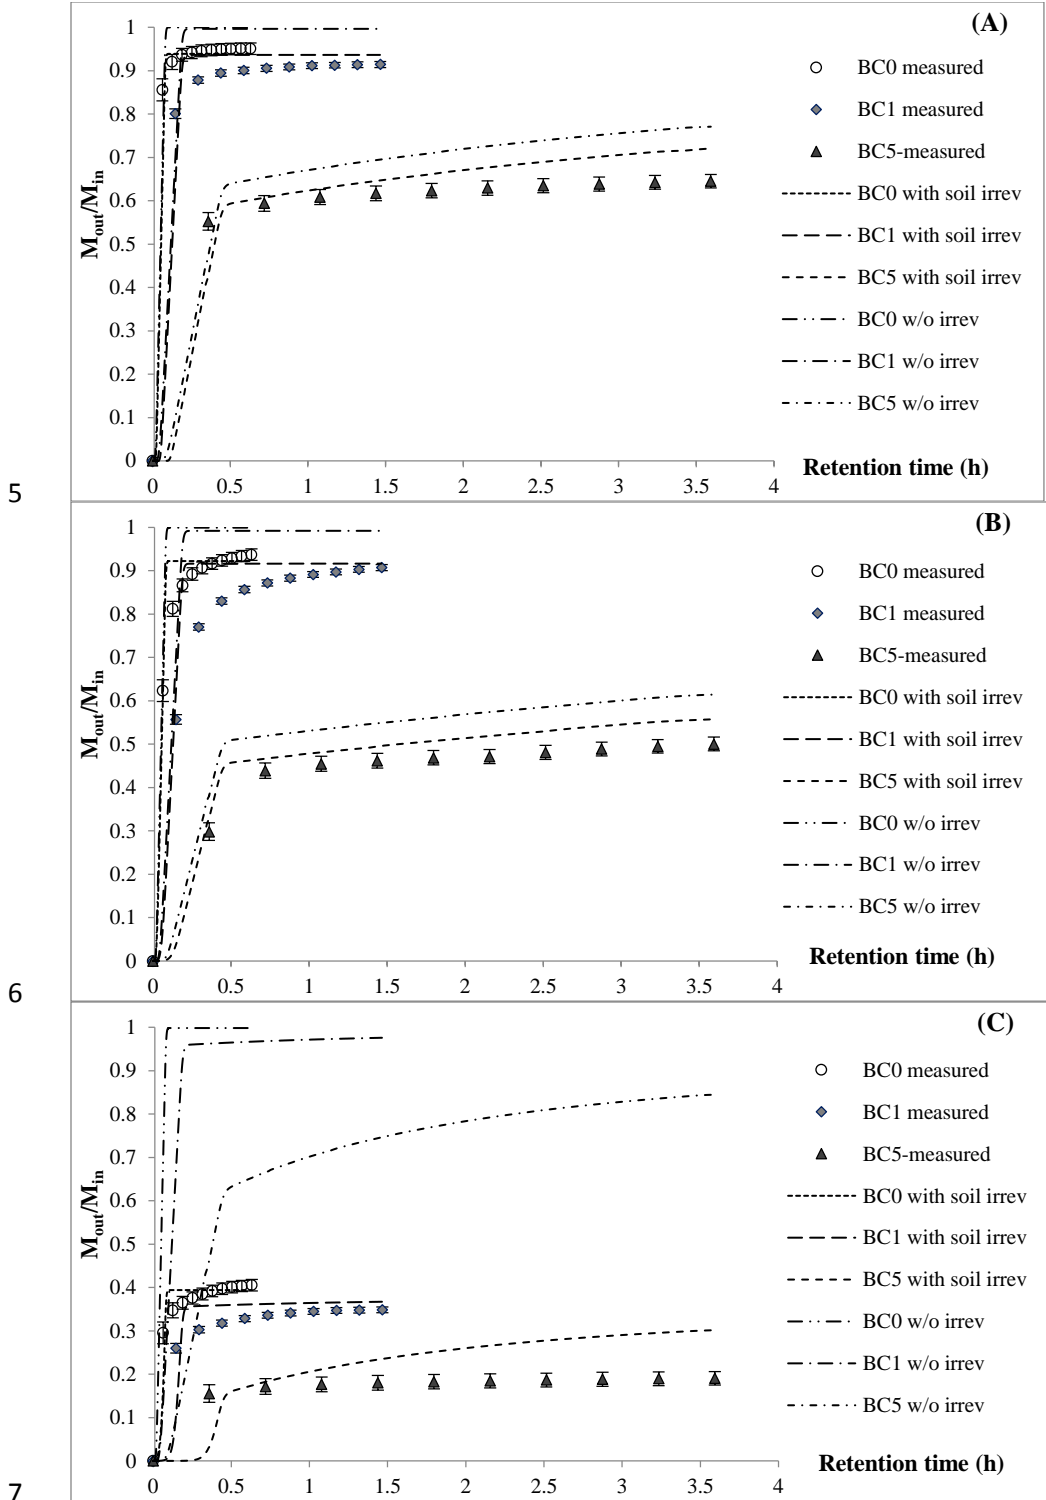 (A)
1
0.9
0.8
0.7
0.6
0.5
0.4
0.3
0.2
0.1
0
M_out/M_in
0 0.5 1 1.5 2 2.5 3 3.5 4
Retention time (h)
BC0 measured
BC1 measured
BC5-measured
BC0 with soil irrev
BC1 with soil irrev
BC5 with soil irrev
BC0 w/o irrev
BC1 w/o irrev
BC5 w/o irrev
5
(B)
1
0.9
0.8
0.7
0.6
0.5
0.4
0.3
0.2
0.1
0
M_out/M_in
0 0.5 1 1.5 2 2.5 3 3.5 4
Retention time (h)
BC0 measured
BC1 measured
BC5-measured
BC0 with soil irrev
BC1 with soil irrev
BC5 with soil irrev
BC0 w/o irrev
BC1 w/o irrev
BC5 w/o irrev
6
(C)
1
0.9
0.8
0.7
0.6
0.5
0.4
0.3
0.2
0.1
0
M_out/M_in
0 0.5 1 1.5 2 2.5 3 3.5 4
Retention time (h)
BC0 measured
BC1 measured
BC5-measured
BC0 with soil irrev
BC1 with soil irrev
BC5 with soil irrev
BC0 w/o irrev
BC1 w/o irrev
BC5 w/o irrev
7